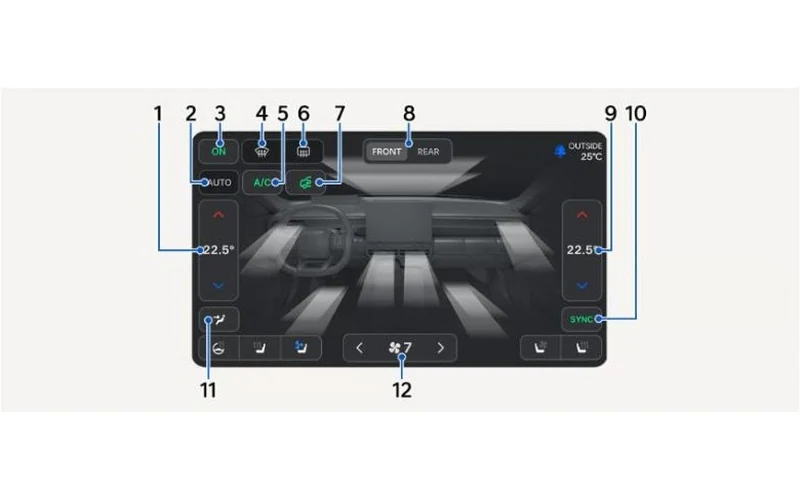 1 2 3 4 5 6 7 8 9 10
ON FRONT REAR OUTSIDE
25°C
AUTO A/C
22.5° 22.5°
SYNC
7
11 12